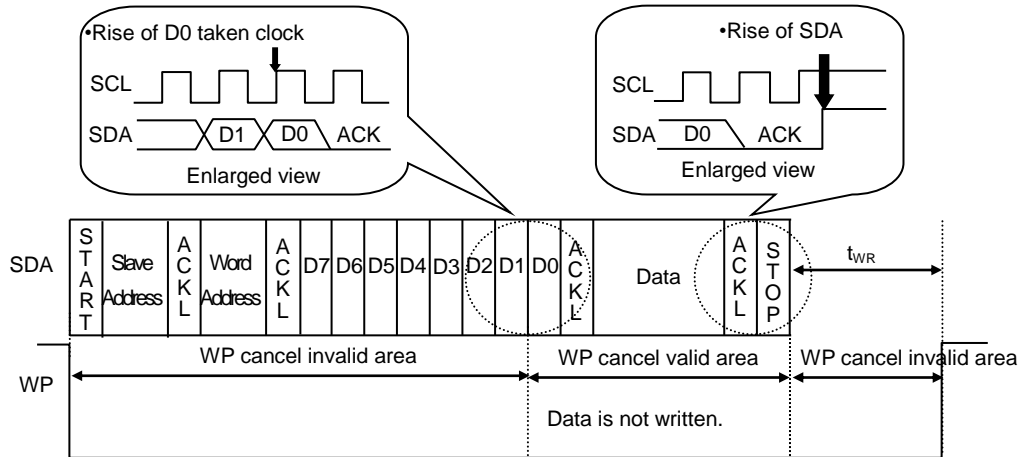 •Rise of D0 taken clock
SCL
SDA D1 D0 ACK
Enlarged view
•Rise of SDA
SCL
SDA D0 ACK
Enlarged view
SDA START Slave Address ACKL Word Address ACKL D7 D6 D5 D4 D3 D2 D1 D0 ACKL Data ACKL STOP tWR
WP cancel invalid area WP cancel valid area WP cancel invalid area
WP
Data is not written.